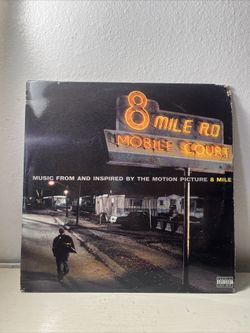 8 MILE RD
MOBILE COURT
MUSIC FROM AND INSPIRED BY THE MOTION PICTURE 8 MILE